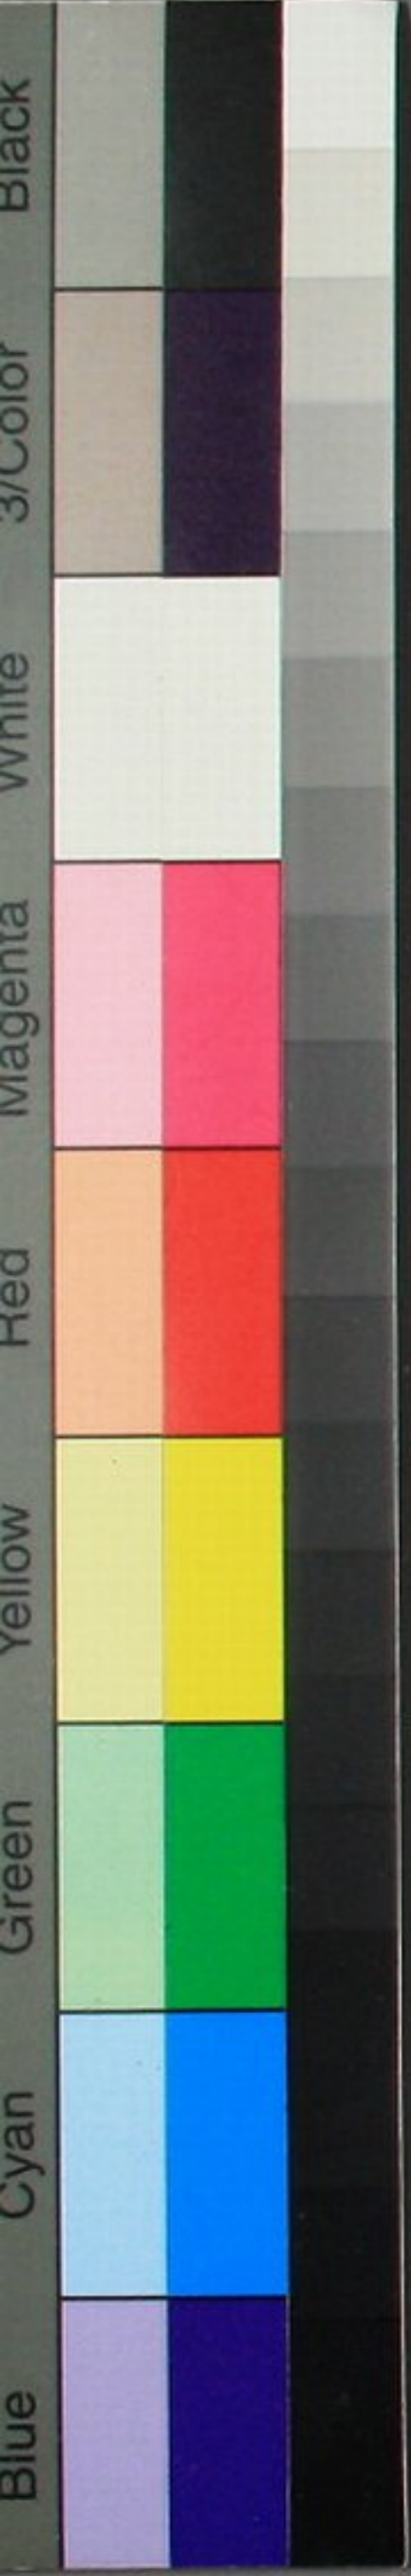 Blue
Cyan
Green
Yellow
Red
Magenta
White
3/Color
Black